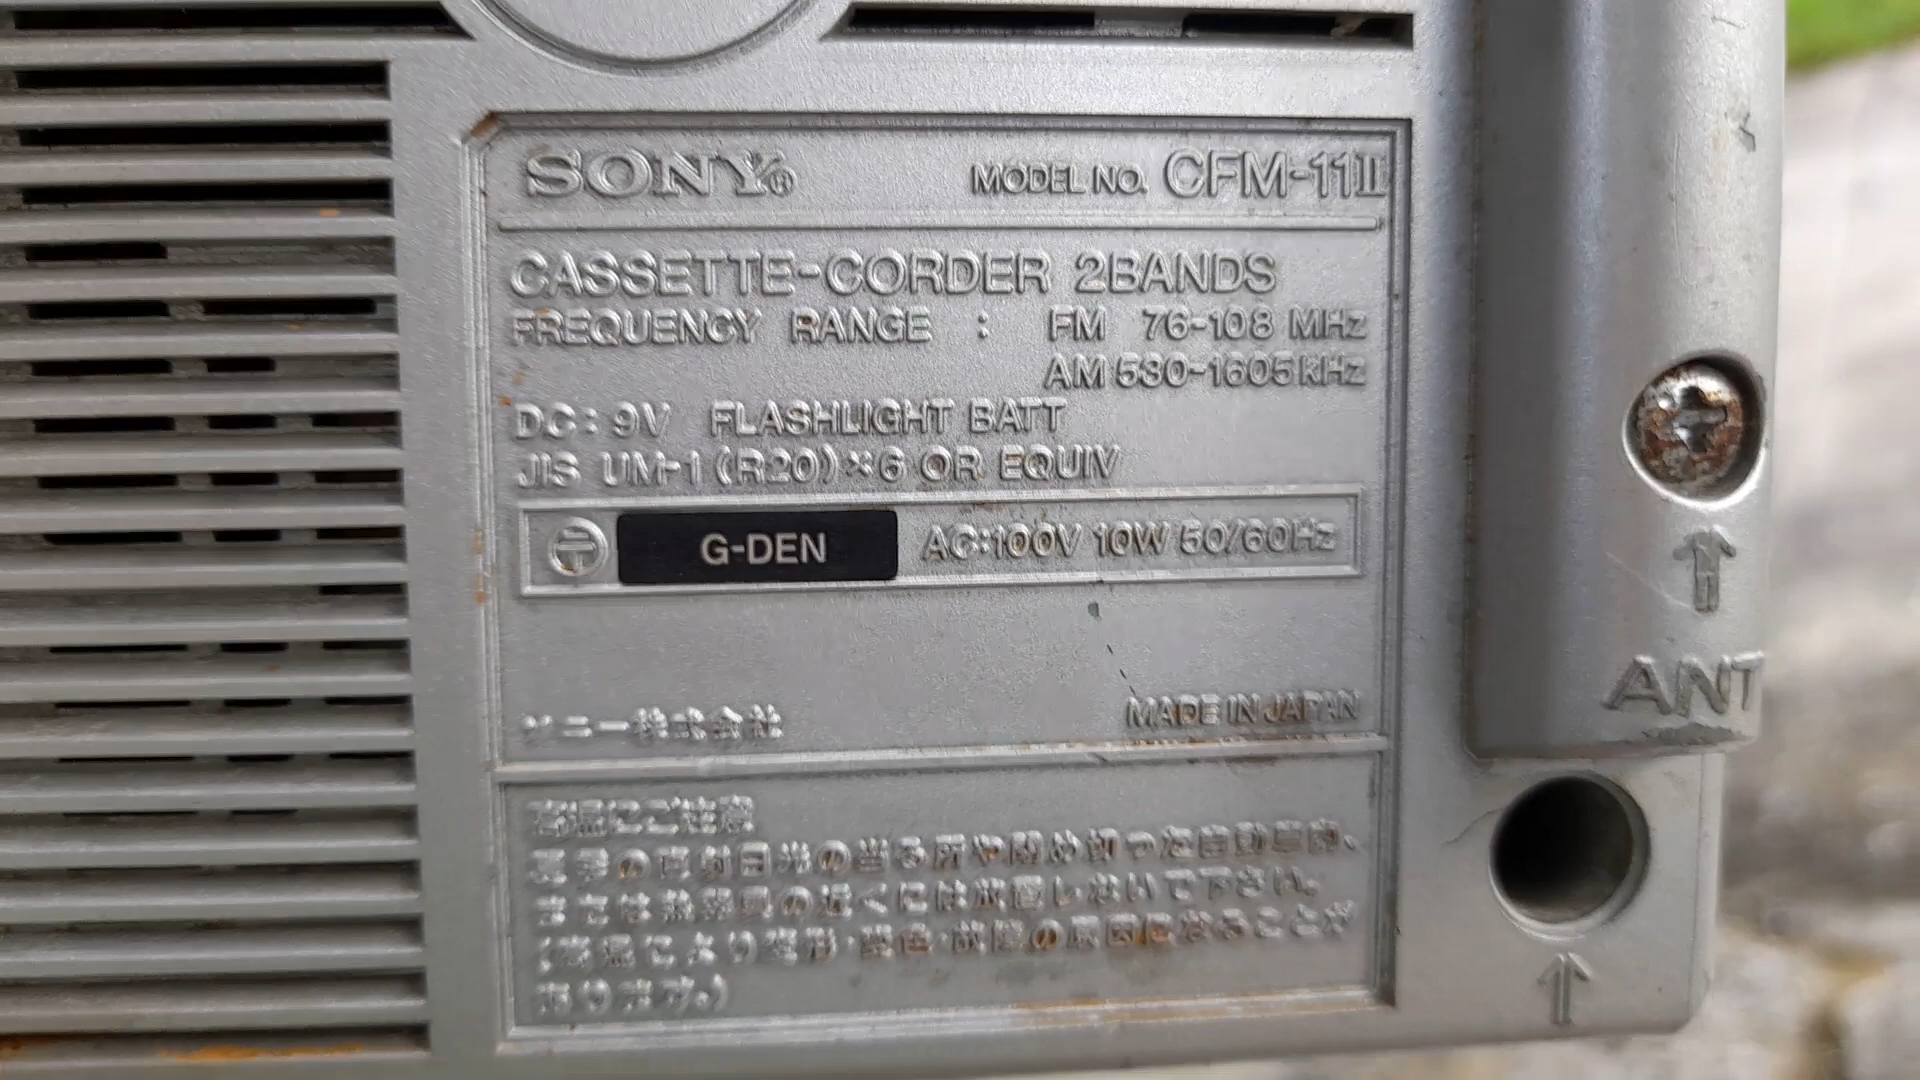 SONY®
MODEL NO. CFM-11II
CASSETTE-CORDER 2BANDS
FREQUENCY RANGE : FM 76-108 MHz
AM 530-1605 kHz
DC: 9V FLASHLIGHT BATT
JIS UM-1 (R20)×6 OR EQUIV
G-DEN AC:100V 10W 50/60Hz
ソニー株式会社
MADE IN JAPAN
ANT
高温にご注意
夏季の直射日光の当る所や閉め切った自動車内、
または熱器具の近くには放置しないで下さい。
(高温により変形・変色・故障の原因になることが
あります。)